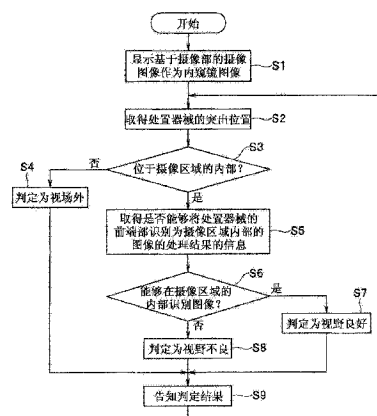 开始
显示基于摄像部的摄像
图像作为内窥镜图像
S1
取得处置器械的突出位置
S2
S3
位于摄像区域的内部?
否
是
S4
判定为视场外
取得是否能够将处置器械的
前端部识别为摄像区域内部的
图像的处理结果的信息
S5
S6
能够在摄像区域的
内部识别图像?
是
否
S7
判定为视野良好
判定为视野不良
S8
告知判定结果
S9